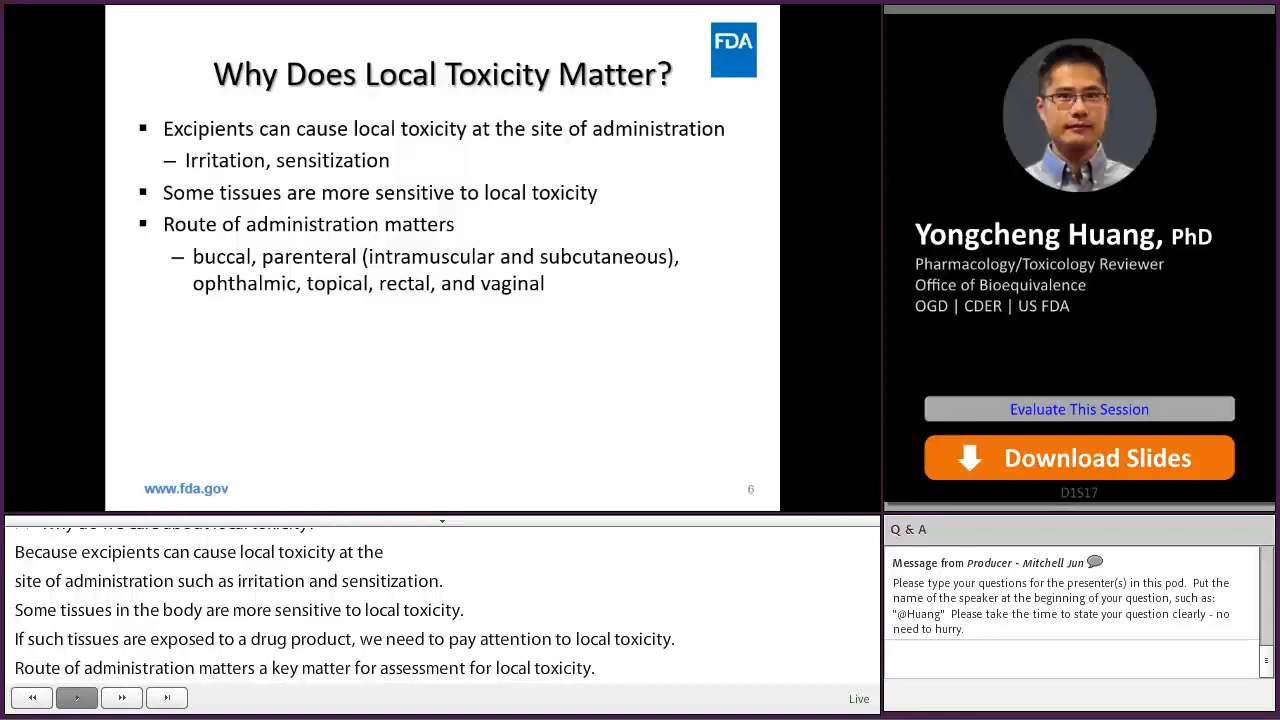 FDA
Why Does Local Toxicity Matter?
▪ Excipients can cause local toxicity at the site of administration
– Irritation, sensitization
▪ Some tissues are more sensitive to local toxicity
▪ Route of administration matters
– buccal, parenteral (intramuscular and subcutaneous),
ophthalmic, topical, rectal, and vaginal
www.fda.gov
6
Yongcheng Huang, PhD
Pharmacology/Toxicology Reviewer
Office of Bioequivalence
OGD | CDER | US FDA
Evaluate This Session
Download Slides
D1S17
Why do we care about local toxicity?
Because excipients can cause local toxicity at the
site of administration such as irritation and sensitization.
Some tissues in the body are more sensitive to local toxicity.
If such tissues are exposed to a drug product, we need to pay attention to local toxicity.
Route of administration matters a key matter for assessment for local toxicity.
Live
Q & A
Message from Producer - Mitchell Jun
Please type your questions for the presenter(s) in this pod. Put the
name of the speaker at the beginning of your question, such as:
"@Huang" Please take the time to state your question clearly - no
need to hurry.